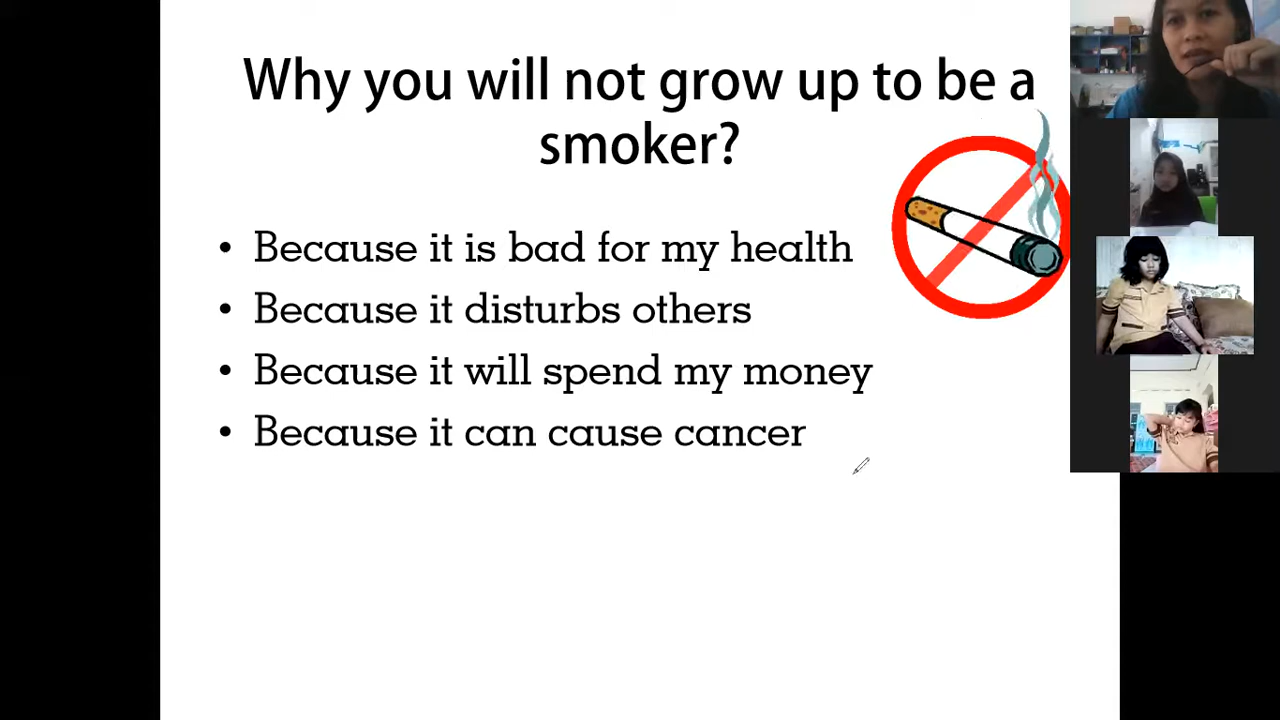 Why you will not grow up to be a
smoker?
• Because it is bad for my health
• Because it disturbs others
• Because it will spend my money
• Because it can cause cancer